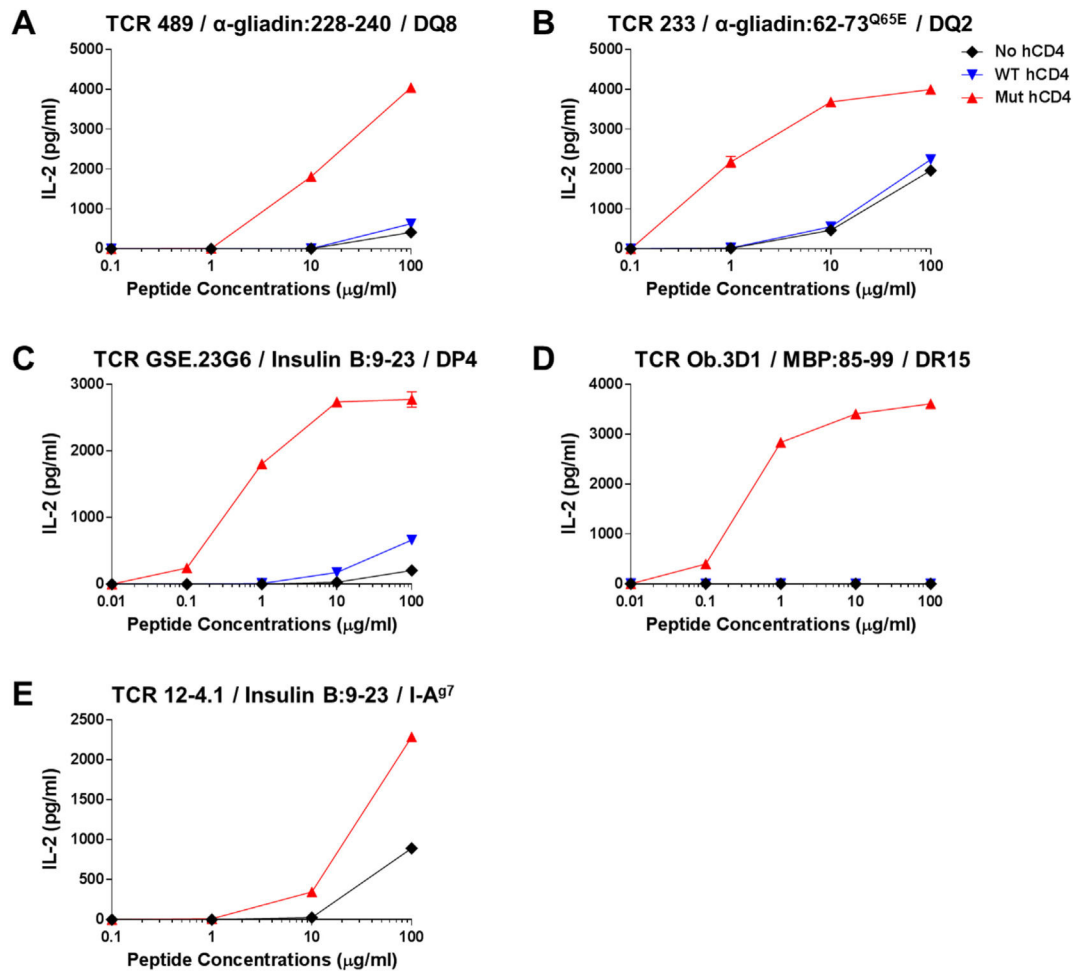 A
TCR 489 / α-gliadin:228-240 / DQ8
IL-2 (pg/ml)
5000
4000
3000
2000
1000
0
0.1 1 10 100
Peptide Concentrations (μg/ml)
B
TCR 233 / α-gliadin:62-73Q65E / DQ2
IL-2 (pg/ml)
5000
4000
3000
2000
1000
0
0.1 1 10 100
Peptide Concentrations (μg/ml)
No hCD4
WT hCD4
Mut hCD4
C
TCR GSE.23G6 / Insulin B:9-23 / DP4
IL-2 (pg/ml)
3000
2000
1000
0
0.01 0.1 1 10 100
Peptide Concentrations (μg/ml)
D
TCR Ob.3D1 / MBP:85-99 / DR15
IL-2 (pg/ml)
4000
3000
2000
1000
0
0.01 0.1 1 10 100
Peptide Concentrations (μg/ml)
E
TCR 12-4.1 / Insulin B:9-23 / I-Ag7
IL-2 (pg/ml)
2500
2000
1500
1000
500
0
0.1 1 10 100
Peptide Concentrations (μg/ml)